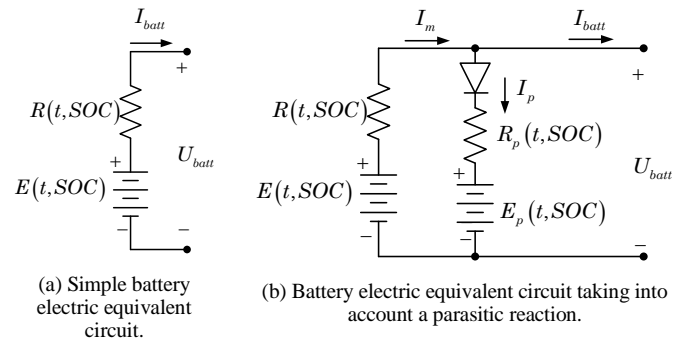 I_batt
+
R(t,SOC)
+
E(t,SOC)
−
U_batt
−
(a) Simple battery
electric equivalent
circuit.
I_m
I_batt
+
I_p
R(t,SOC)
R_p(t,SOC)
+
+
E(t,SOC)
E_p(t,SOC)
−
−
U_batt
−
(b) Battery electric equivalent circuit taking into
account a parasitic reaction.